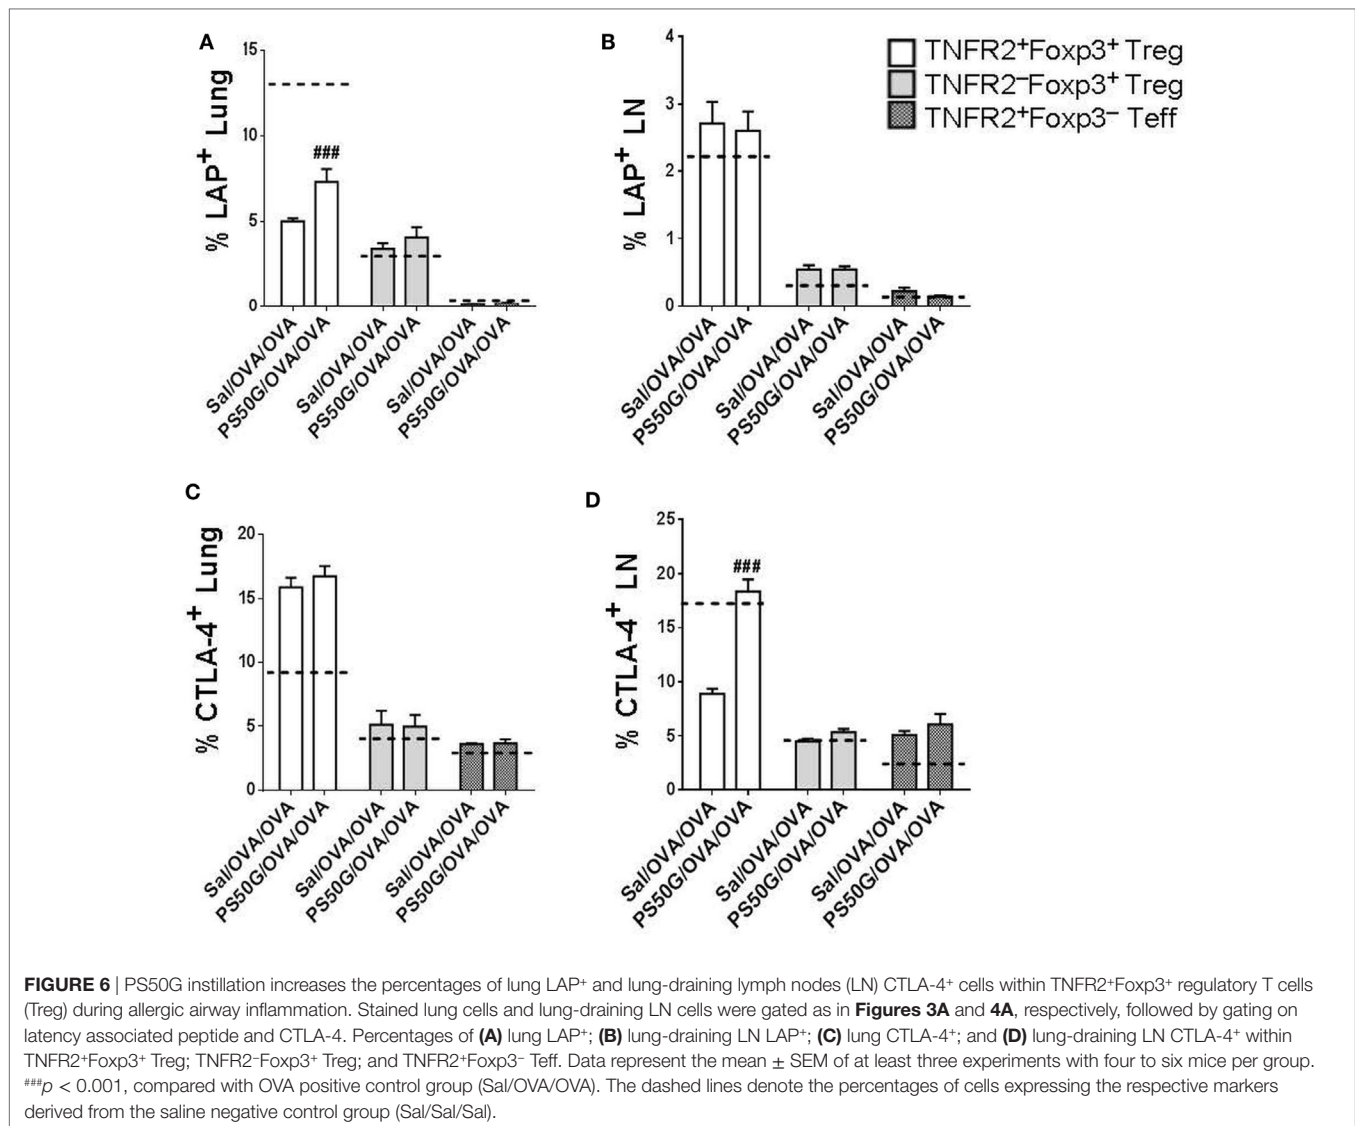 A
% LAP+ Lung
15
10
5
0
###
Sal/OVA/OVA
PS50G/OVA/OVA
Sal/OVA/OVA
PS50G/OVA/OVA
Sal/OVA/OVA
PS50G/OVA/OVA
B
% LAP+ LN
4
3
2
1
0
Sal/OVA/OVA
PS50G/OVA/OVA
Sal/OVA/OVA
PS50G/OVA/OVA
Sal/OVA/OVA
PS50G/OVA/OVA
TNFR2+Foxp3+ Treg
TNFR2−Foxp3+ Treg
TNFR2+Foxp3− Teff
C
% CTLA-4+ Lung
20
15
10
5
0
Sal/OVA/OVA
PS50G/OVA/OVA
Sal/OVA/OVA
PS50G/OVA/OVA
Sal/OVA/OVA
PS50G/OVA/OVA
D
% CTLA-4+ LN
25
20
15
10
5
0
###
Sal/OVA/OVA
PS50G/OVA/OVA
Sal/OVA/OVA
PS50G/OVA/OVA
Sal/OVA/OVA
PS50G/OVA/OVA
FIGURE 6 | PS50G instillation increases the percentages of lung LAP+ and lung-draining lymph nodes (LN) CTLA-4+ cells within TNFR2+Foxp3+ regulatory T cells
(Treg) during allergic airway inflammation. Stained lung cells and lung-draining LN cells were gated as in Figures 3A and 4A, respectively, followed by gating on
latency associated peptide and CTLA-4. Percentages of (A) lung LAP+; (B) lung-draining LN LAP+; (C) lung CTLA-4+; and (D) lung-draining LN CTLA-4+ within
TNFR2+Foxp3+ Treg; TNFR2−Foxp3+ Treg; and TNFR2+Foxp3− Teff. Data represent the mean ± SEM of at least three experiments with four to six mice per group.
###p < 0.001, compared with OVA positive control group (Sal/OVA/OVA). The dashed lines denote the percentages of cells expressing the respective markers
derived from the saline negative control group (Sal/Sal/Sal).